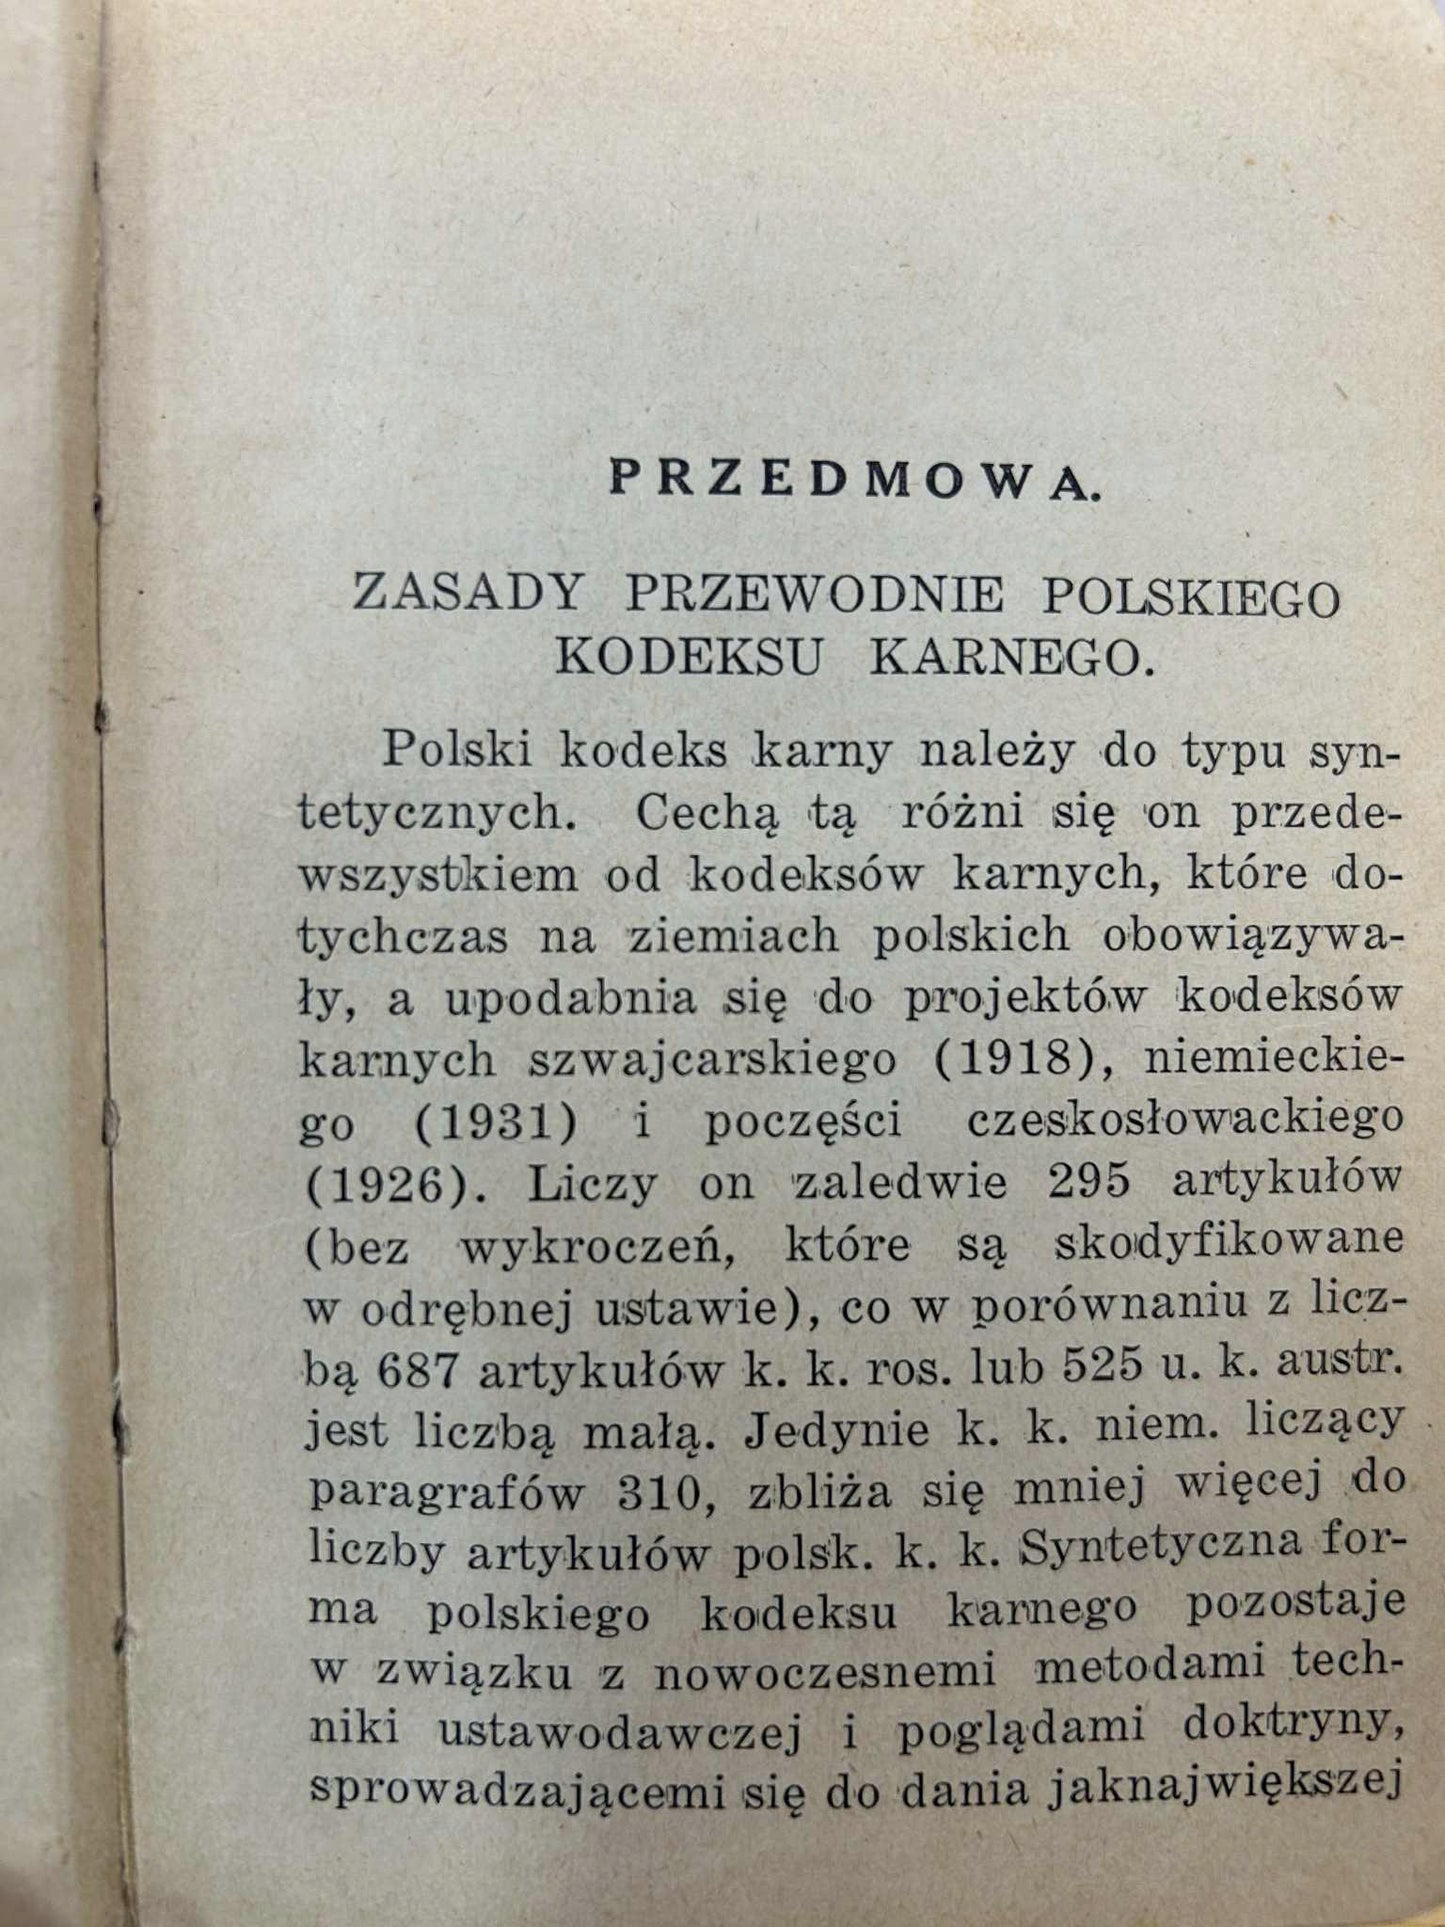 PRZEDMOWA.
ZASADY PRZEWODNIE POLSKIEGO
KODEKSU KARNEGO.
Polski kodeks karny należy do typu syn-
tetycznych. Cechą tą różni się on przede-
wszystkiem od kodeksów karnych, które do-
tychczas na ziemiach polskich obowiązywa-
ły, a upodabnia się do projektów kodeksów
karnych szwajcarskiego (1918), niemieckie-
go (1931) i poczęści czeskosłowackiego
(1926). Liczy on zaledwie 295 artykułów
(bez wykroczeń, które są skodyfikowane
w odrębnej ustawie), co w porównaniu z licz-
bą 687 artykułów k. k. ros. lub 525 u. k. austr.
jest liczbą małą. Jedynie k. k. niem. liczący
paragrafów 310, zbliża się mniej więcej do
liczby artykułów polsk. k. k. Syntetyczna for-
ma polskiego kodeksu karnego pozostaje
w związku z nowoczesnemi metodami tech-
niki ustawodawczej i poglądami doktryny,
sprowadzającemi się do dania jaknajwiększej